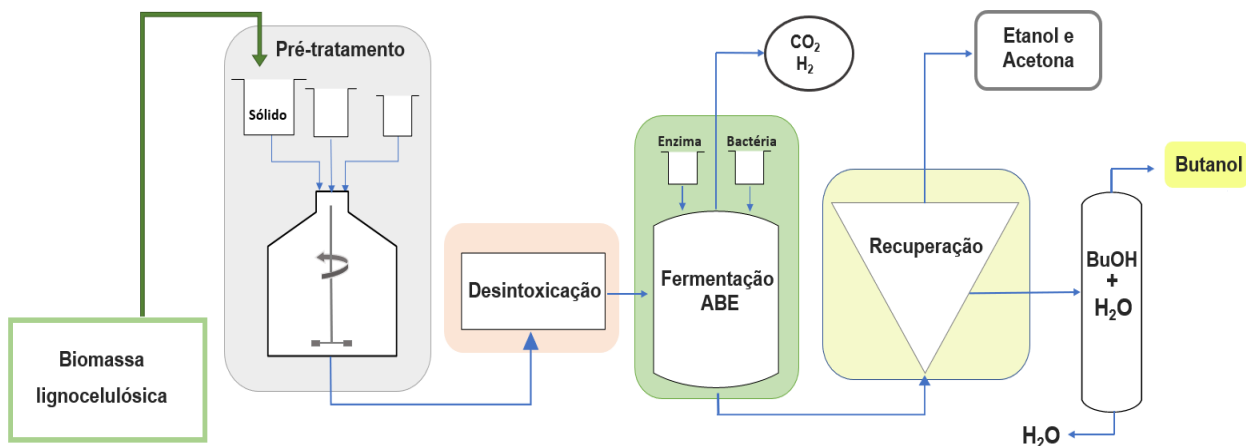 Pré-tratamento
Sólido
Biomassa
lignocelulósica
Desintoxicação
Enzima
Bactéria
Fermentação
ABE
CO₂
H₂
Recuperação
Etanol e
Acetona
BuOH
+
H₂O
Butanol
H₂O